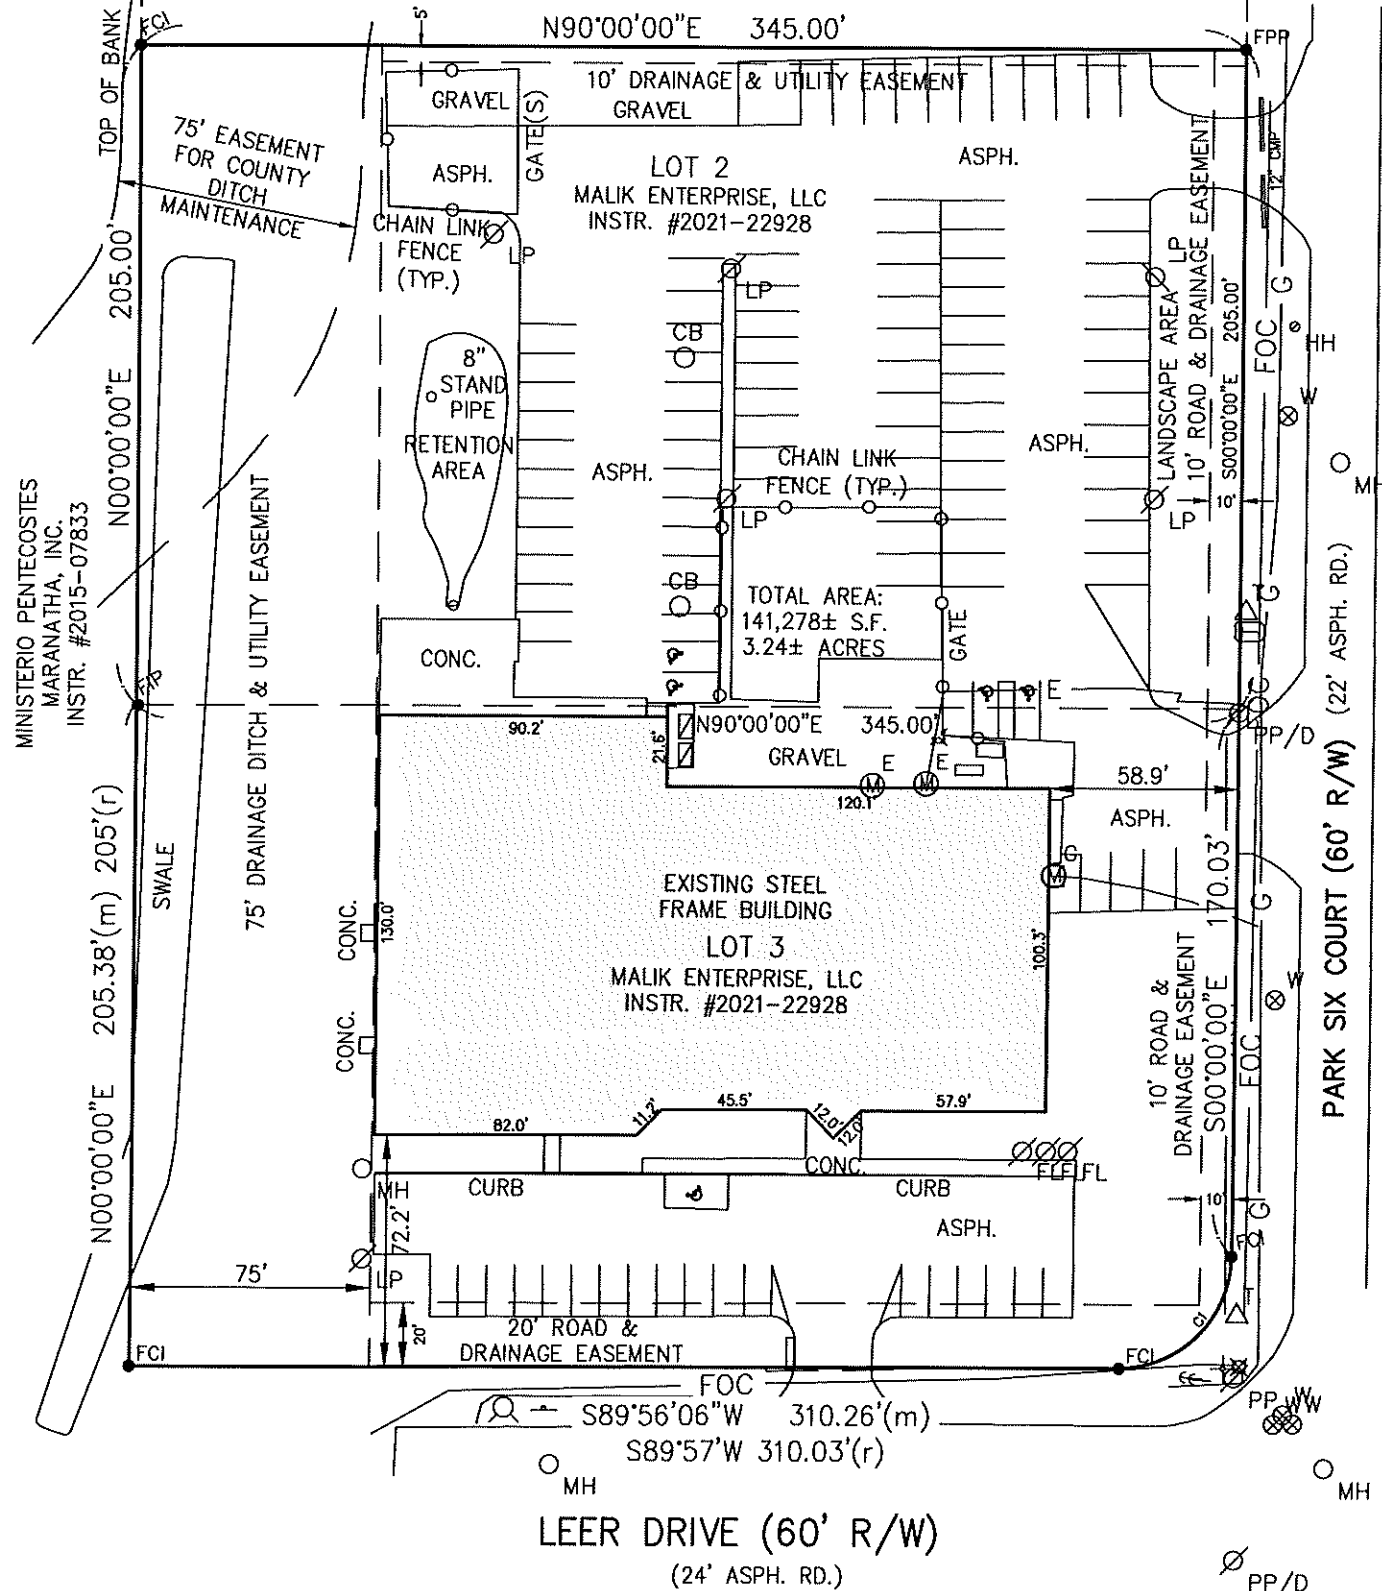 FCI
5'
N90°00'00"E 345.00'
FPP
TOP OF BANK
75' EASEMENT
FOR COUNTY
DITCH
MAINTENANCE
GRAVEL
10' DRAINAGE & UTILITY EASEMENT
GRAVEL
GATE(S)
ASPH.
LOT 2
MALIK ENTERPRISE, LLC
INSTR. #2021-22928
ASPH.
12" CMP
CHAIN LINK
FENCE
(TYP.)
LP
N00°00'00"E 205.00'
LP
CB
8"
STAND
PIPE
RETENTION
AREA
ASPH.
CHAIN LINK
FENCE (TYP.)
LP
ASPH.
LANDSCAPE AREA
LP
LP
10' ROAD & DRAINAGE EASEMENT
S00°00'00"E 205.00'
10'
G
FOC
HH
W
MH
MINISTERIO PENTECOSTES
MARANATHA, INC.
INSTR. #2015-07833
75' DRAINAGE DITCH & UTILITY EASEMENT
CB
TOTAL AREA:
141,278± S.F.
3.24± ACRES
GATE
G
CONC.
FIP
E
G
PP/D
(22' ASPH. RD.)
90.2'
21.6'
N90°00'00"E 345.00'
GRAVEL
E
E
M
M
120.1'
58.9'
ASPH.
G
M
N00°00'00"E 205.38'(m) 205'(r)
SWALE
CONC.
130.0'
EXISTING STEEL
FRAME BUILDING
LOT 3
MALIK ENTERPRISE, LLC
INSTR. #2021-22928
100.3'
CONC.
10' ROAD &
DRAINAGE EASEMENT
S00°00'00"E 170.03'
G
W
FOC
PARK SIX COURT (60' R/W)
82.0'
11.2'
45.5'
12.0'
12.0'
57.9'
CONC.
FL
FL
FL
MH
CURB
CURB
ASPH.
72.2'
10'
G
FCI
75'
LP
20'
20' ROAD &
DRAINAGE EASEMENT
C1
T
FCI
FCI
FOC
S89°56'06"W 310.26'(m)
S89°57'W 310.03'(r)
PP
W
W
W
MH
MH
LEER DRIVE (60' R/W)
(24' ASPH. RD.)
PP/D